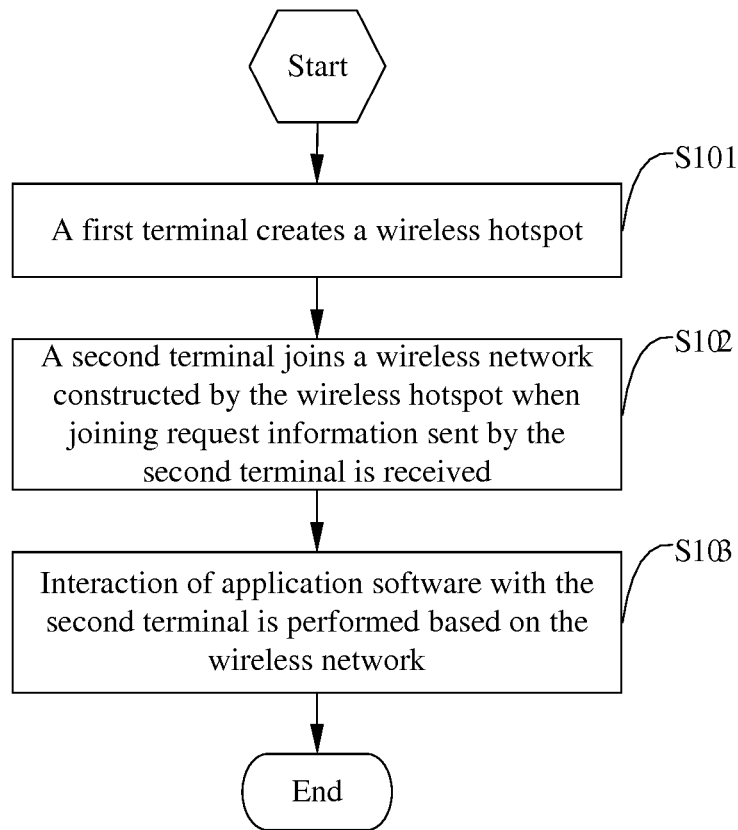 Start
S101
A first terminal creates a wireless hotspot
S102
A second terminal joins a wireless network
constructed by the wireless hotspot when
joining request information sent by the
second terminal is received
S103
Interaction of application software with the
second terminal is performed based on the
wireless network
End